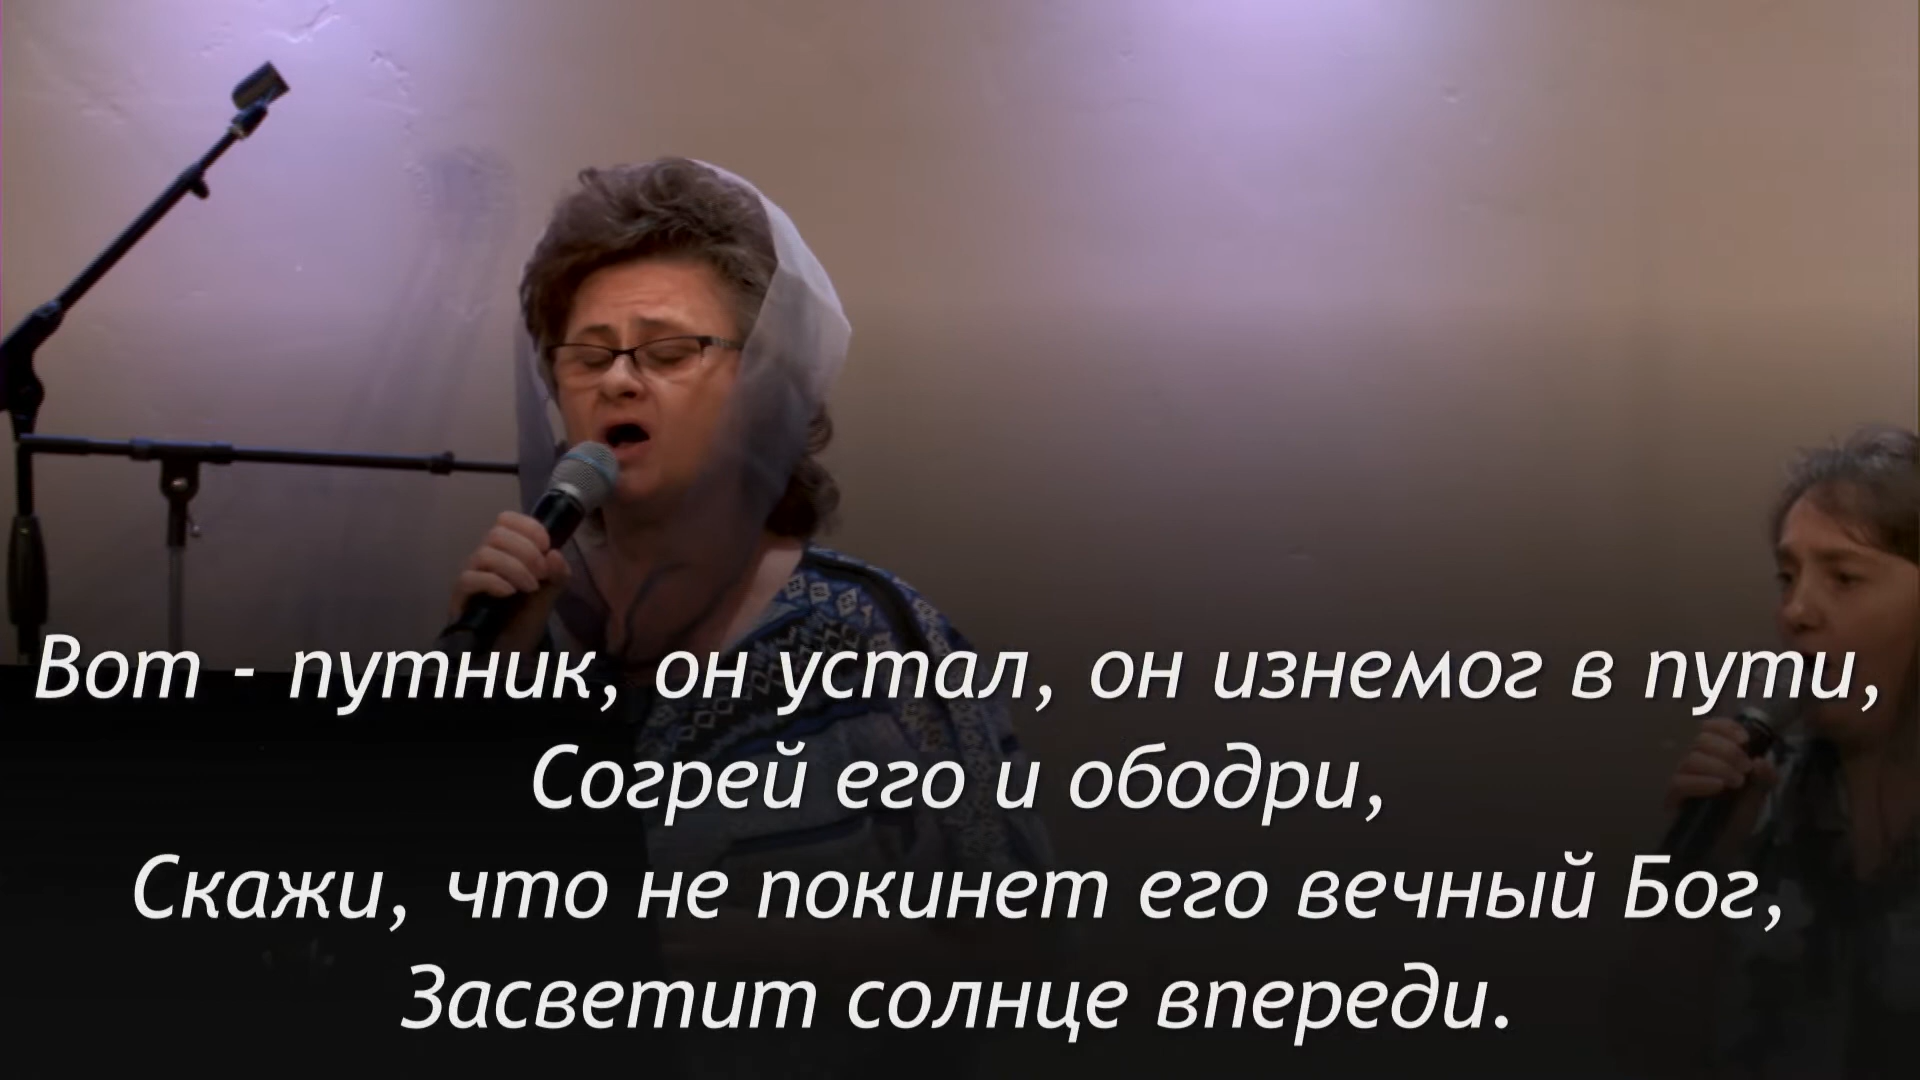 Вот - путник, он устал, он изнемог в пути,
Согрей его и ободри,
Скажи, что не покинет его вечный Бог,
Засветит солнце впереди.